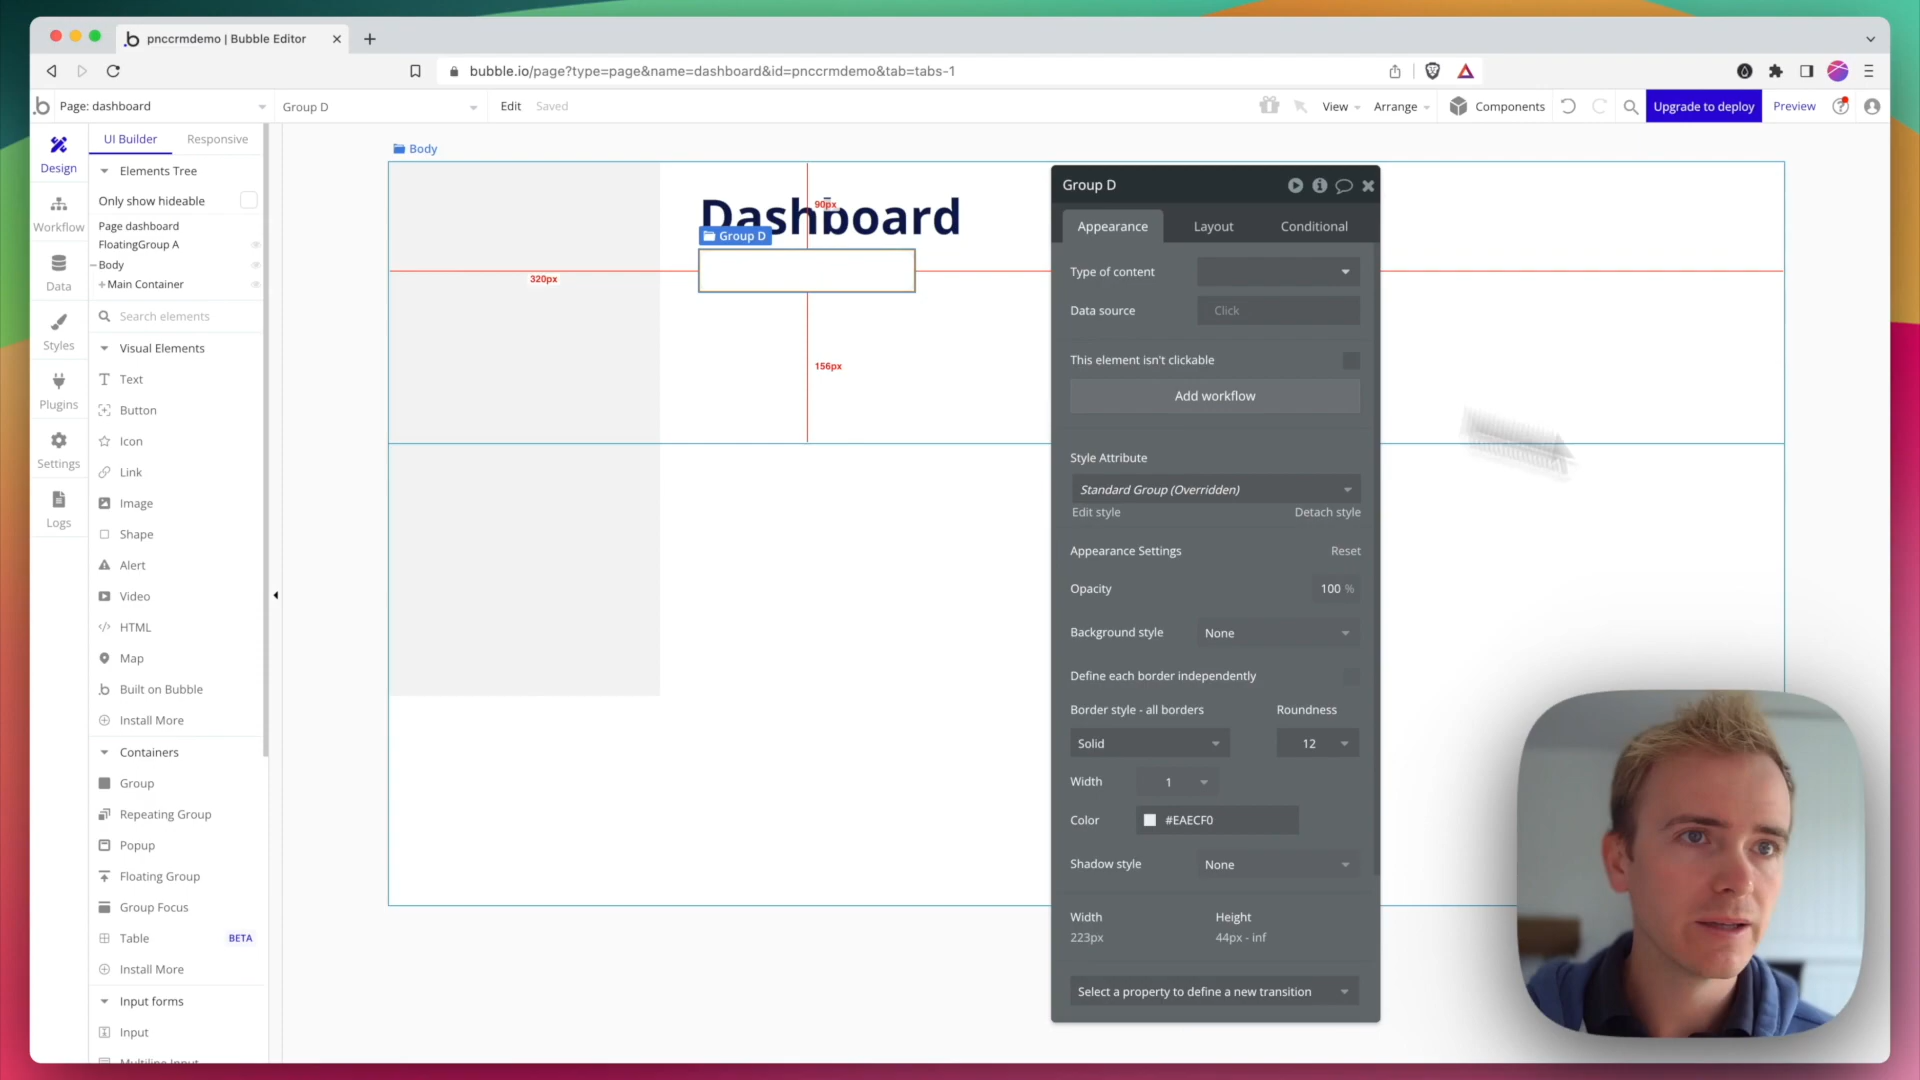 pnccrmdemo | Bubble Editor
bubble.io/page?type=page&name=dashboard&id=pnccrmdemo&tab=tabs-1
Page: dashboard
Group D
Edit
Saved
View
Arrange
Components
Upgrade to deploy
Preview
Design
Workflow
Data
Styles
Plugins
Settings
Logs
UI Builder
Responsive
Elements Tree
Only show hideable
Page dashboard
FloatingGroup A
Body
Main Container
Search elements
Visual Elements
Text
Button
Icon
Link
Image
Shape
Alert
Video
HTML
Map
Built on Bubble
Install More
Containers
Group
Repeating Group
Popup
Floating Group
Group Focus
Table
BETA
Install More
Input forms
Input
Multiline Input
Body
Dashboard
90px
Group D
320px
156px
Group D
Appearance
Layout
Conditional
Type of content
Data source
Click
This element isn't clickable
Add workflow
Style Attribute
Standard Group (Overridden)
Edit style
Detach style
Appearance Settings
Reset
Opacity
100 %
Background style
None
Define each border independently
Border style - all borders
Roundness
Solid
12
Width
1
Color
#EAECF0
Shadow style
None
Width
Height
223px
44px - inf
Select a property to define a new transition